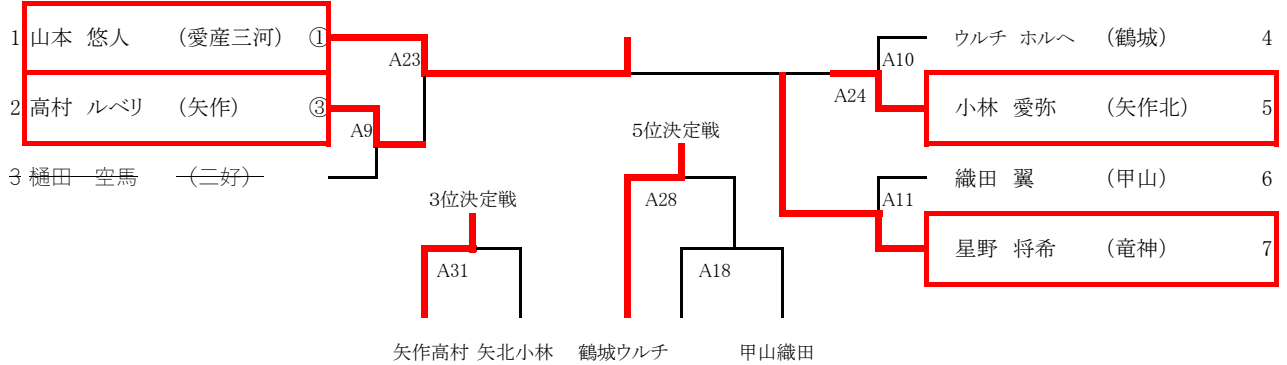 1 山本 悠人 （愛産三河） ①
2 高村 ルベリ （矢作） ③
3 樋田 空馬 （三好）
A23
A9
3位決定戦
A31
矢作高村 矢北小林
5位決定戦
A28
A18
鶴城ウルチ 甲山織田
ウルチ ホルヘ （鶴城） 4
A10
A24
小林 愛弥 （矢作北） 5
織田 翼 （甲山） 6
A11
星野 将希 （竜神） 7